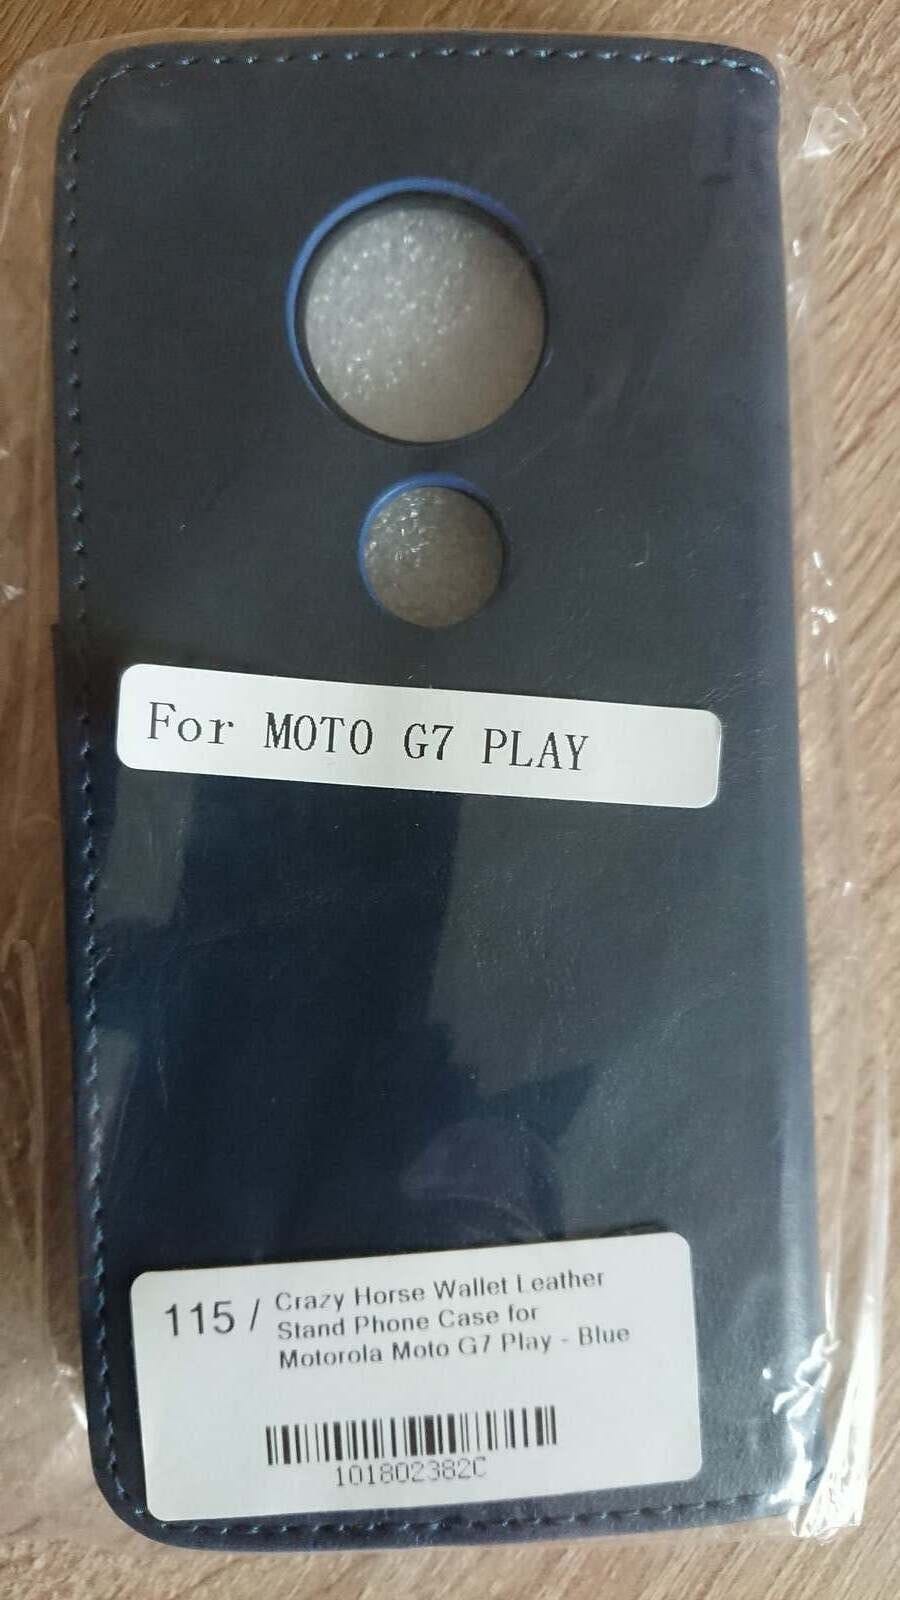 For MOTO G7 PLAY
115 / Crazy Horse Wallet Leather
Stand Phone Case for
Motorola Moto G7 Play - Blue
101802382C